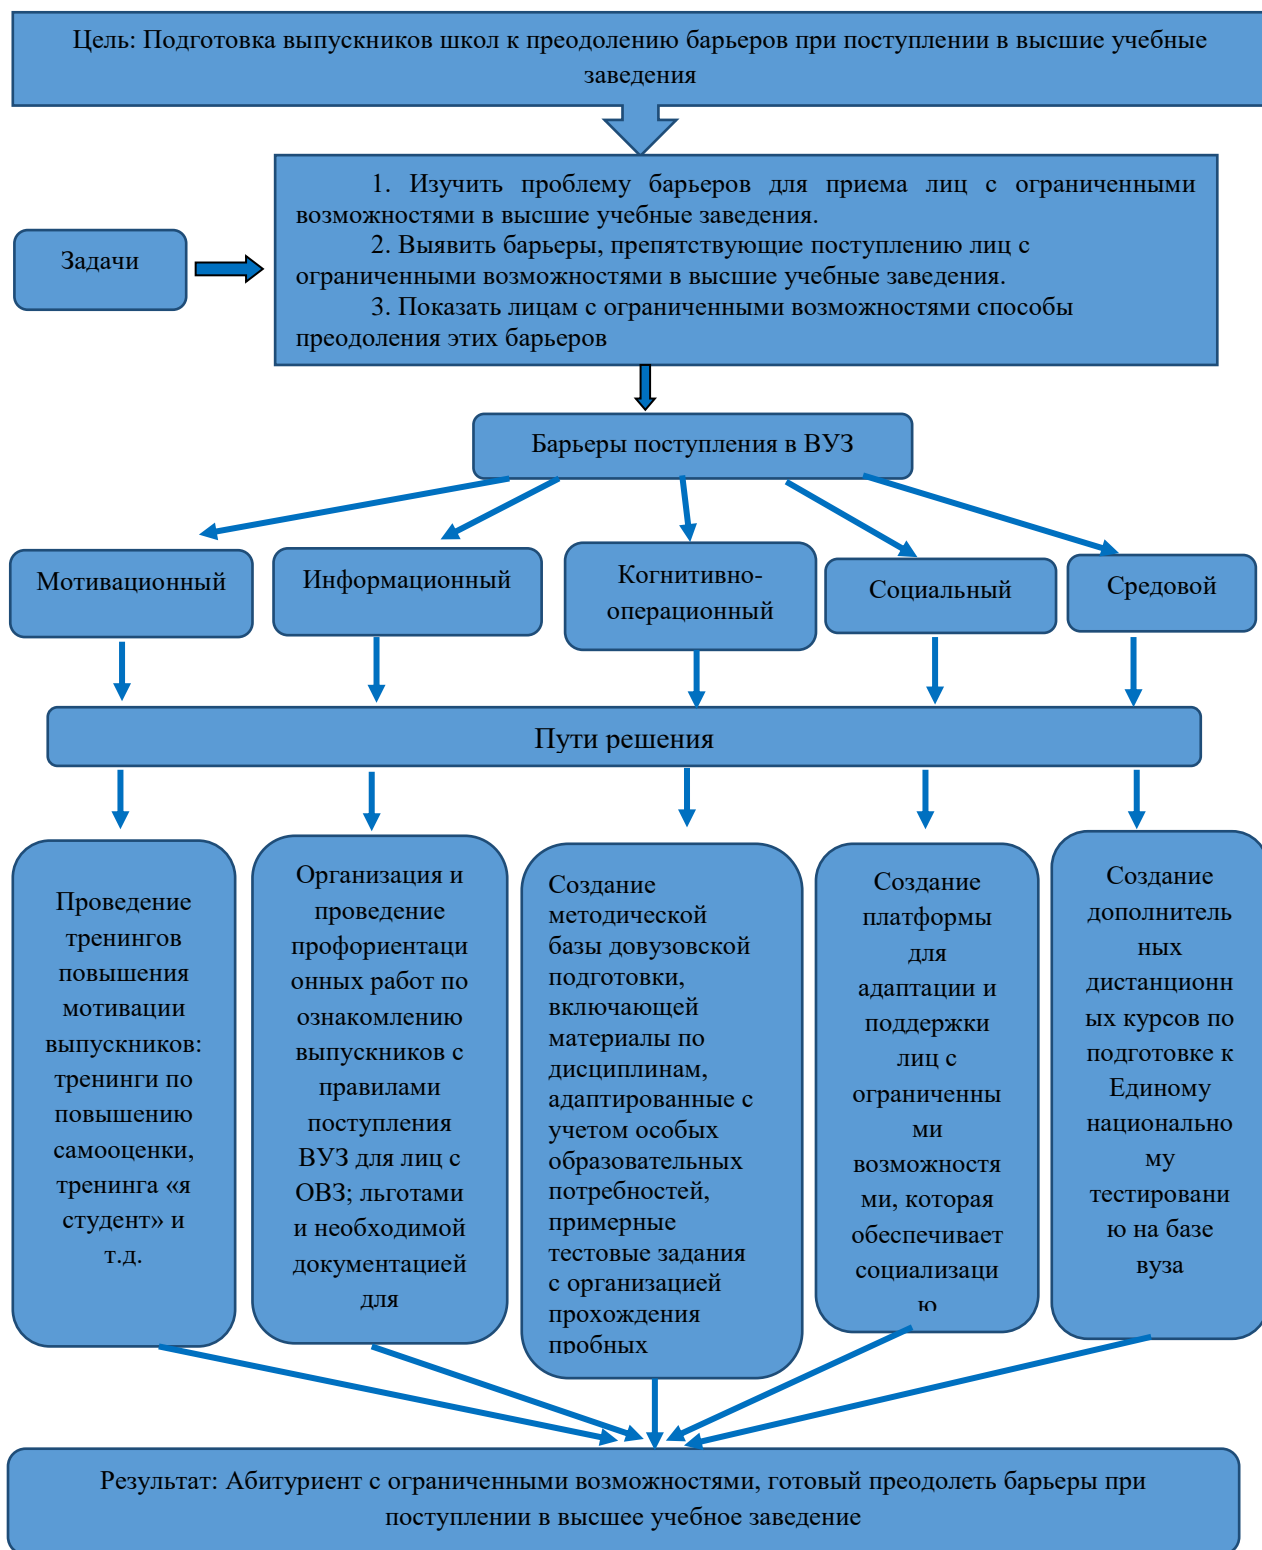 Цель: Подготовка выпускников школ к преодолению барьеров при поступлении в высшие учебные
заведения
1. Изучить проблему барьеров для приема лиц с ограниченными
возможностями в высшие учебные заведения.
2. Выявить барьеры, препятствующие поступлению лиц с
ограниченными возможностями в высшие учебные заведения.
3. Показать лицам с ограниченными возможностями способы
преодоления этих барьеров
Задачи
Барьеры поступления в ВУЗ
Мотивационный
Информационный
Когнитивно-
операционный
Социальный
Средовой
Пути решения
Проведение
тренингов
повышения
мотивации
выпускников:
тренинги по
повышению
самооценки,
тренинга «я
студент» и
т.д.
Организация и
проведение
профориентаци
онных работ по
ознакомлению
выпускников с
правилами
поступления
ВУЗ для лиц с
ОВЗ; льготами
и необходимой
документацией
для
Создание
методической
базы довузовской
подготовки,
включающей
материалы по
дисциплинам,
адаптированные с
учетом особых
образовательных
потребностей,
примерные
тестовые задания
с организацией
прохождения
пробных
Создание
платформы
для
адаптации и
поддержки
лиц с
ограниченны
ми
возможностя
ми, которая
обеспечивает
социализаци
ю
Создание
дополнитель
ных
дистанционн
ых курсов по
подготовке к
Единому
национально
му
тестировани
ю на базе
вуза
Результат: Абитуриент с ограниченными возможностями, готовый преодолеть барьеры при
поступлении в высшее учебное заведение